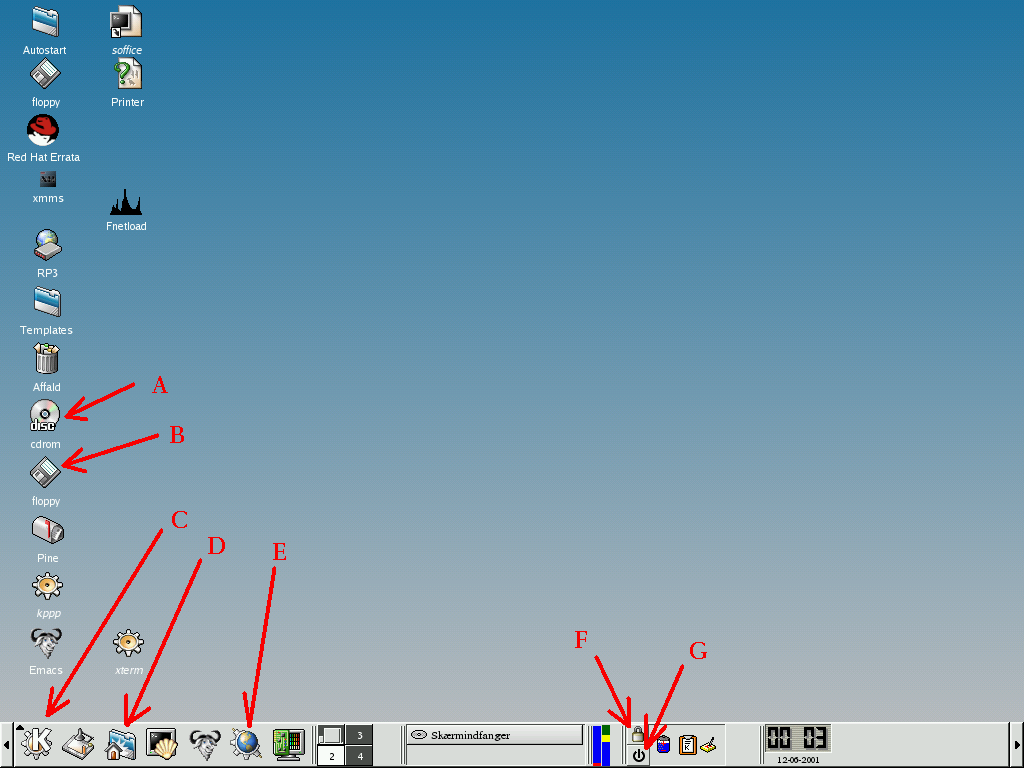 Autostart
soffice
floppy
Printer
Red Hat Errata
xmms
Fnetload
RP3
Templates
Affald
A
disc
cdrom
B
floppy
C
Pine
D
E
kppp
Emacs
xterm
F
G
K
3
2
4
Skærmindfanger
00 03
12-06-2001